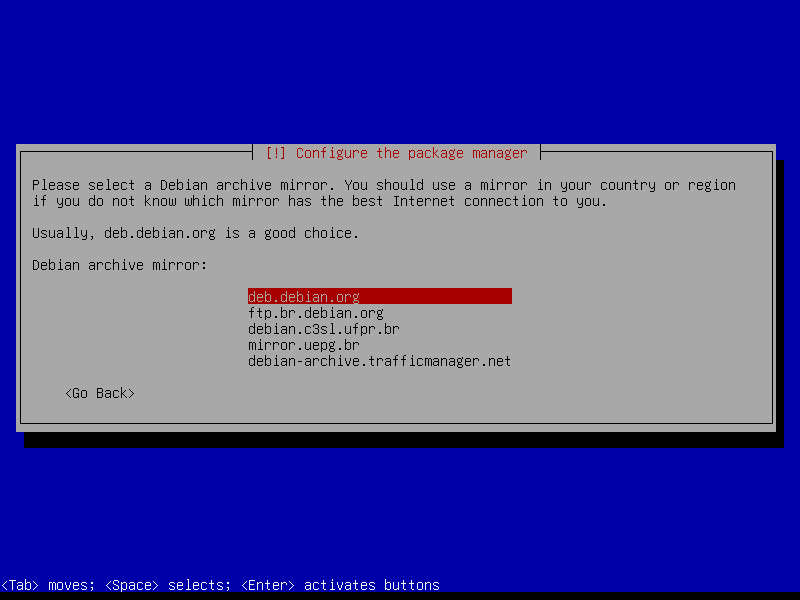 [!] Configure the package manager
Please select a Debian archive mirror. You should use a mirror in your country or region
if you do not know which mirror has the best Internet connection to you.
Usually, deb.debian.org is a good choice.
Debian archive mirror:
deb.debian.org
ftp.br.debian.org
debian.c3sl.ufpr.br
mirror.uepg.br
debian-archive.trafficmanager.net
<Go Back>
<Tab> moves; <Space> selects; <Enter> activates buttons